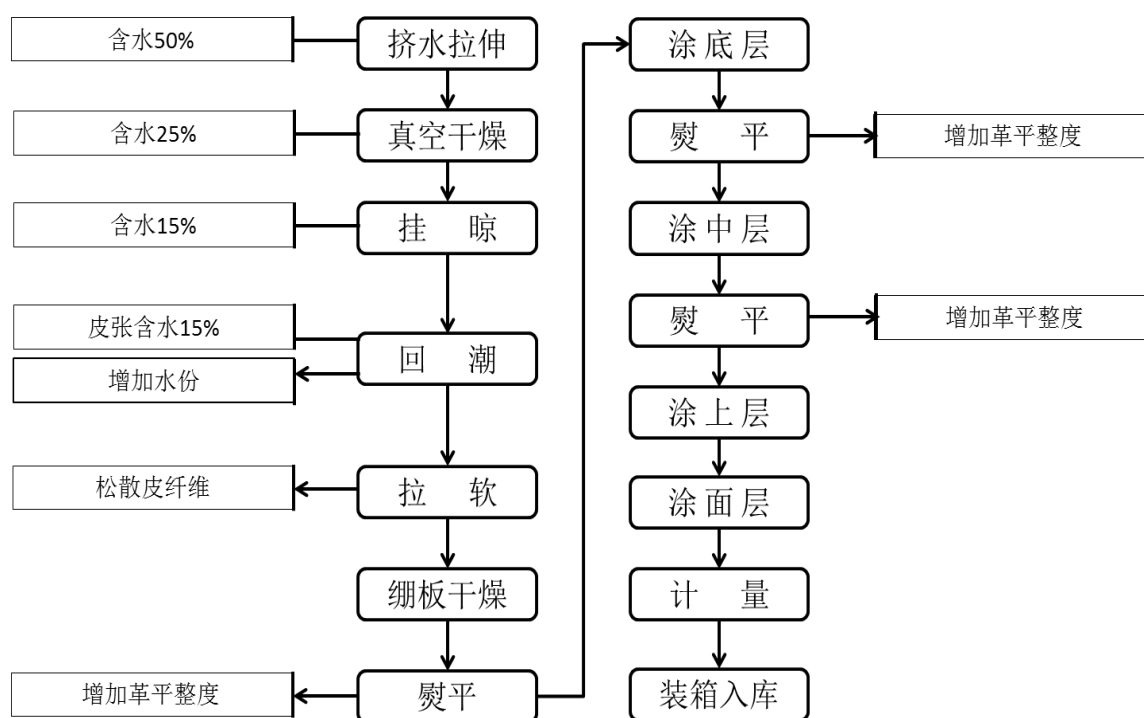 含水50%
挤水拉伸
涂底层
含水25%
真空干燥
熨 平
增加革平整度
含水15%
挂 晾
涂中层
皮张含水15%
增加水份
回 潮
熨 平
增加革平整度
涂上层
松散皮纤维
拉 软
涂面层
绷板干燥
计 量
增加革平整度
熨平
装箱入库